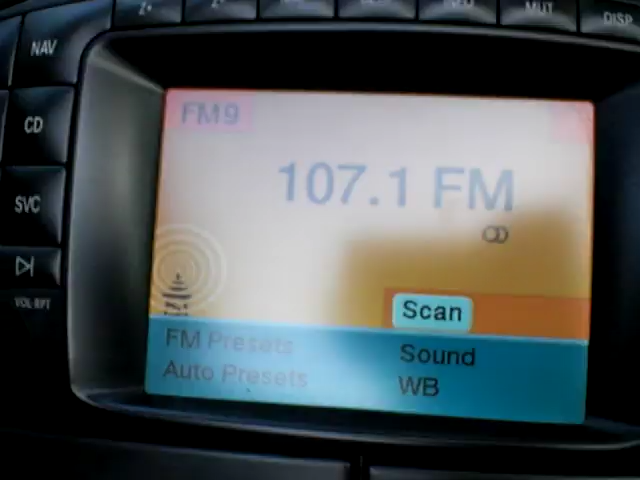 MUT
DISP
NAV
CD
SVC
VOL·RPT
FM9
107.1 FM
Scan
FM Presets
Sound
Auto Presets
WB